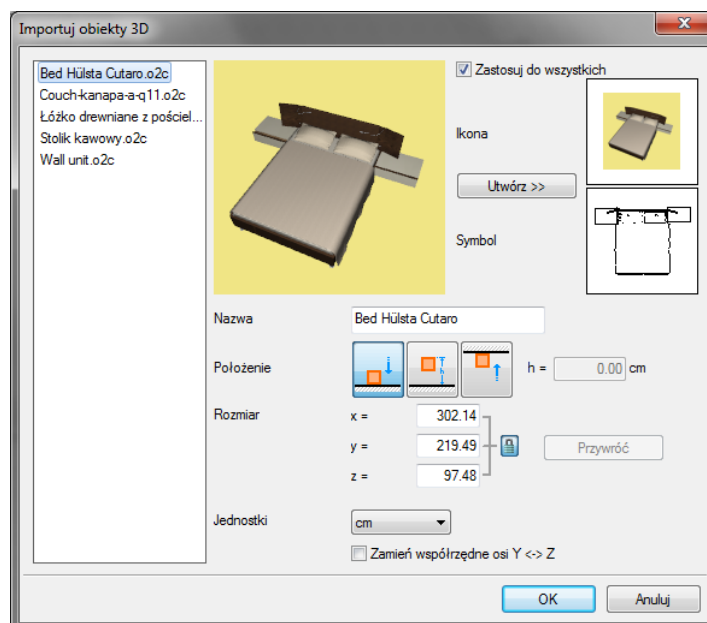 Importuj obiekty 3D
Bed Hülsta Cutaro.o2c
Couch-kanapa-a-q11.o2c
Łóżko drewniane z pościel...
Stolik kawowy.o2c
Wall unit.o2c
Zastosuj do wszystkich
Ikona
Utwórz >>
Symbol
Nazwa
Bed Hülsta Cutaro
Położenie
h
h = 0.00 cm
Rozmiar
x = 302.14
y = 219.49
Przywróć
z = 97.48
Jednostki
cm
Zamień współrzędne osi Y <-> Z
OK
Anuluj